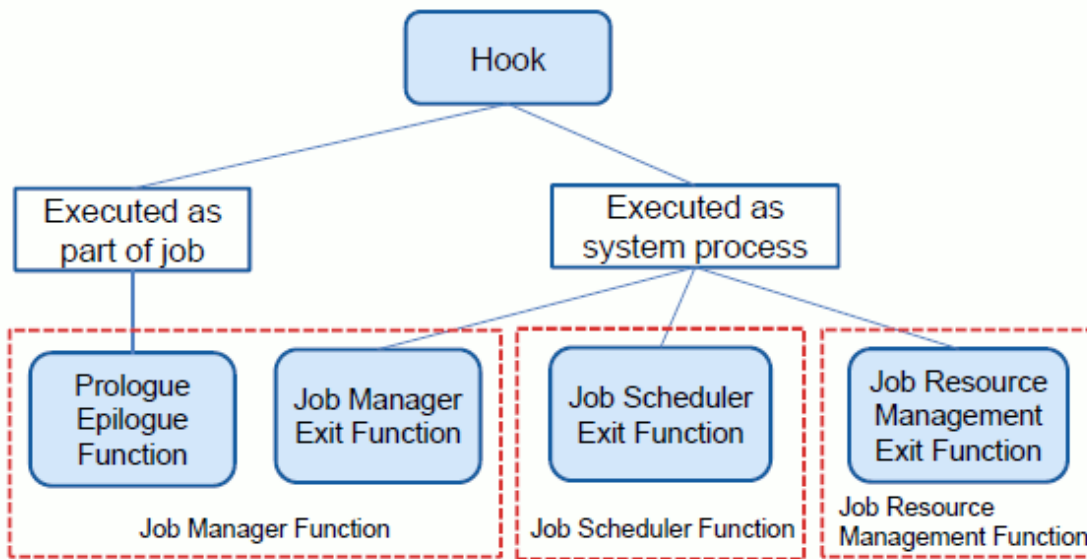 Hook
Executed as
part of job
Executed as
system process
Prologue
Epilogue
Function
Job Manager
Exit Function
Job Scheduler
Exit Function
Job Resource
Management
Exit Function
Job Manager Function
Job Scheduler Function
Job Resource
Management Function